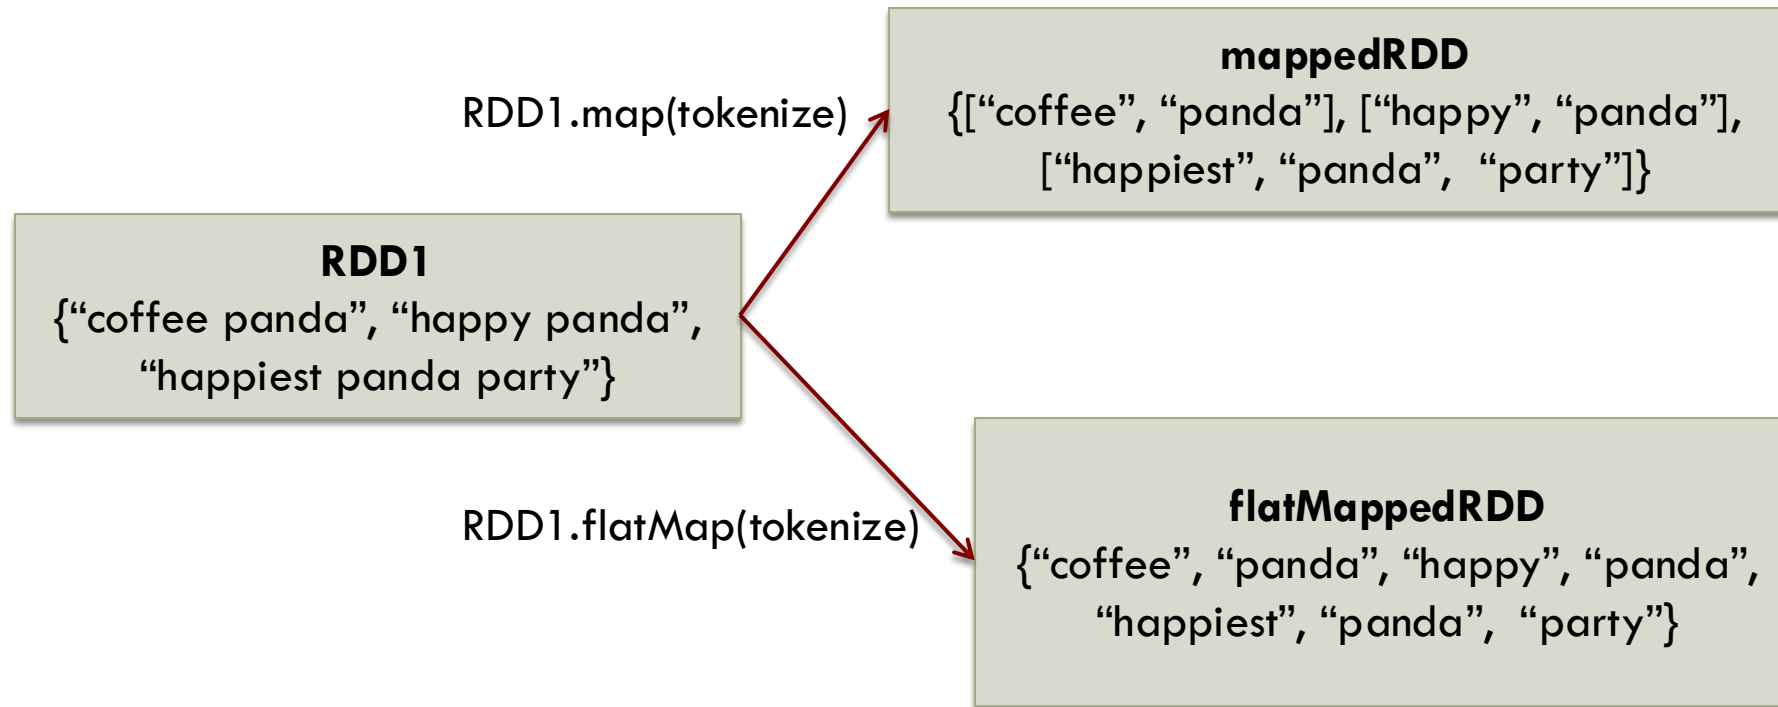 mappedRDD
{[“coffee”, “panda”], [“happy”, “panda”],
[“happiest”, “panda”, “party”]}
RDD1.map(tokenize)
RDD1
{“coffee panda”, “happy panda”,
“happiest panda party”}
RDD1.flatMap(tokenize)
flatMappedRDD
{“coffee”, “panda”, “happy”, “panda”,
“happiest”, “panda”, “party”}